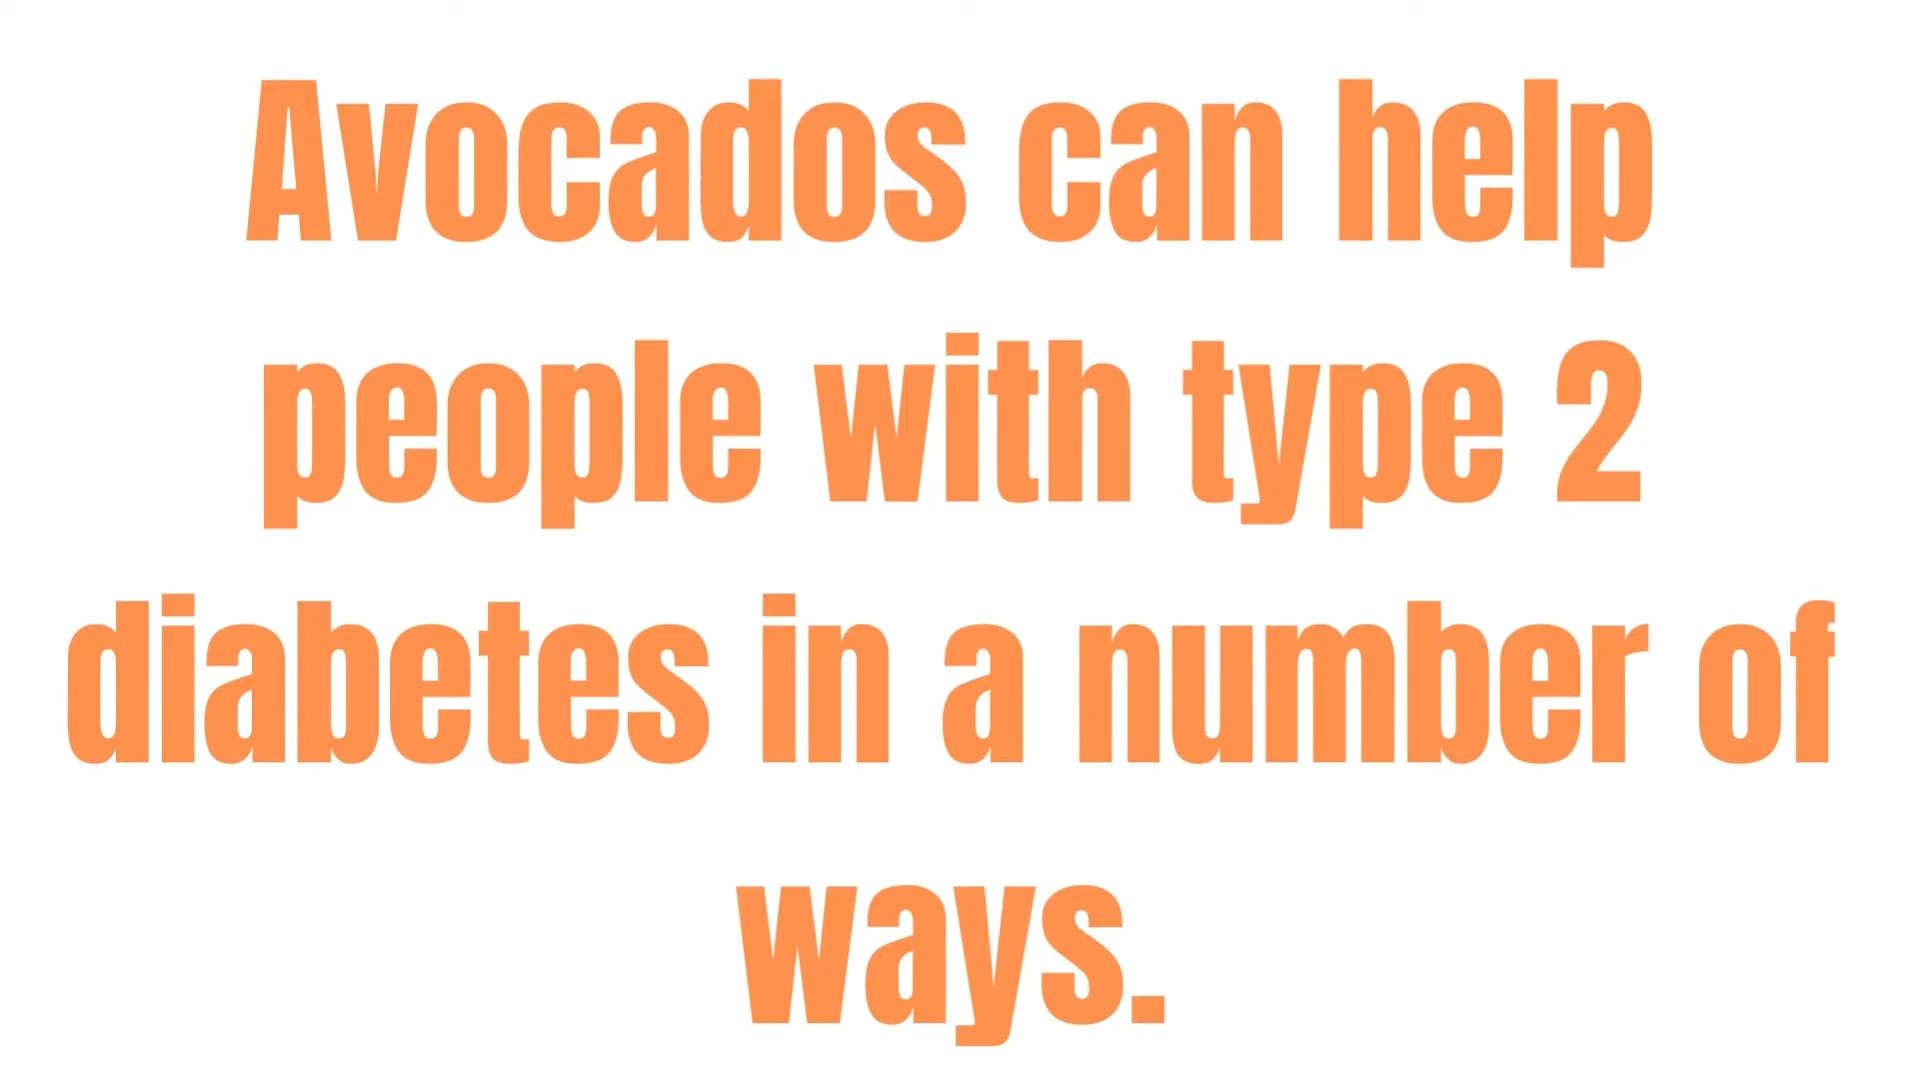 Avocados can help
people with type 2
diabetes in a number of
ways.